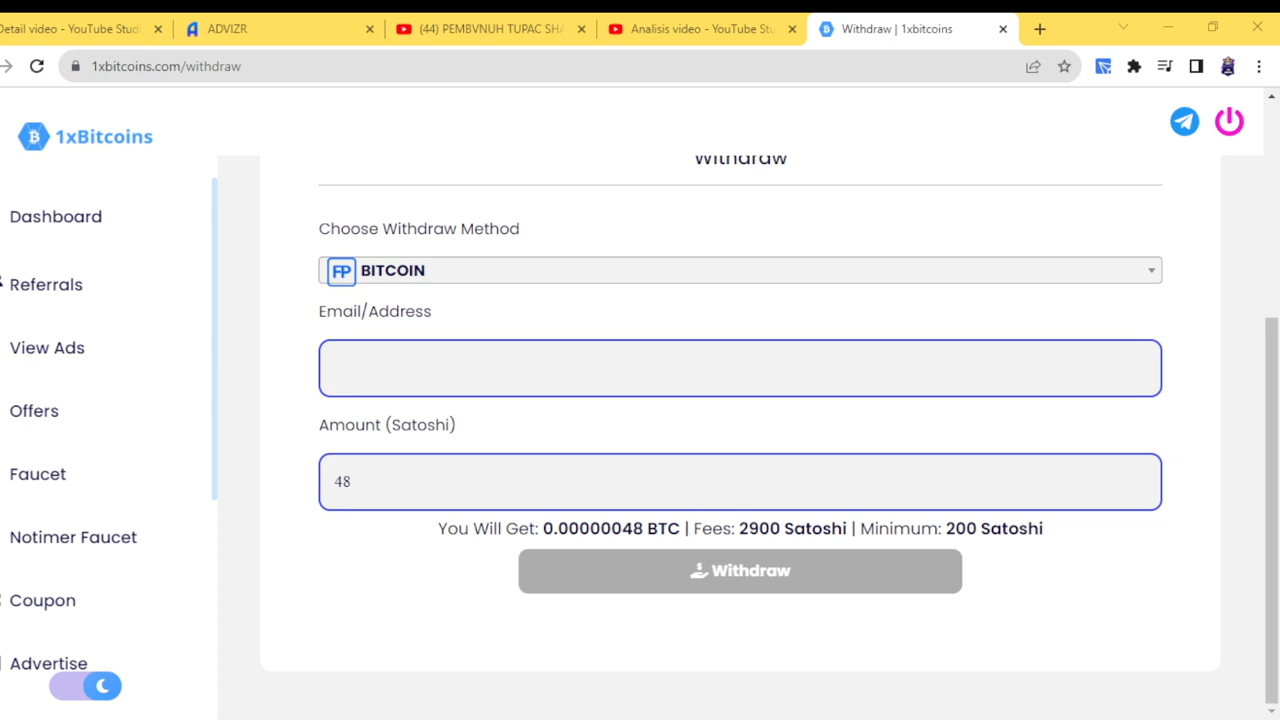 Detail video - YouTube Studi
ADVIZR
(44) PEMBVNUH TUPAC SHA
Analisis video - YouTube Stu
Withdraw | 1xbitcoins
1xbitcoins.com/withdraw
1xBitcoins
Dashboard
Referrals
View Ads
Offers
Faucet
Notimer Faucet
Coupon
Advertise
Withdraw
Choose Withdraw Method
FP BITCOIN
Email/Address
Amount (Satoshi)
48
You Will Get: 0.00000048 BTC | Fees: 2900 Satoshi | Minimum: 200 Satoshi
Withdraw